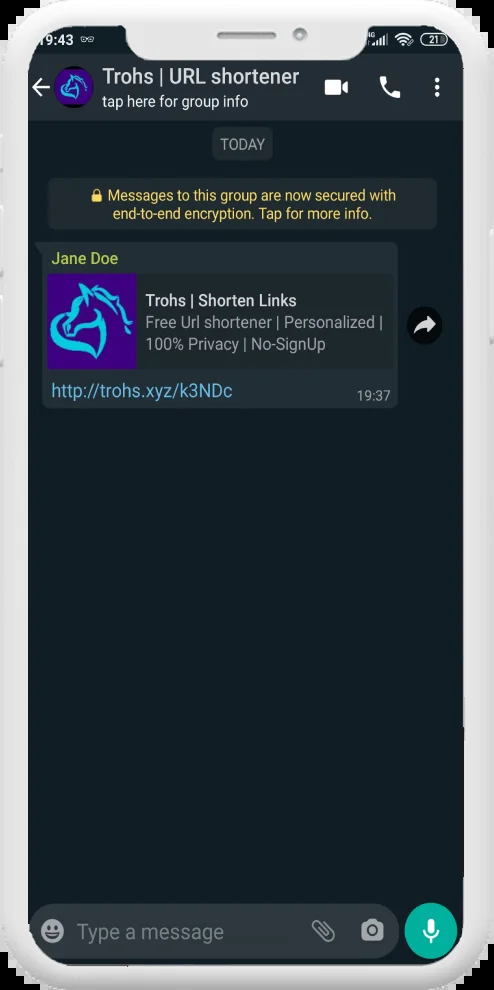 19:43
4G
21
Trohs | URL shortener
tap here for group info
TODAY
Messages to this group are now secured with
end-to-end encryption. Tap for more info.
Jane Doe
Trohs | Shorten Links
Free Url shortener | Personalized |
100% Privacy | No-SignUp
http://trohs.xyz/k3NDc
19:37
Type a message